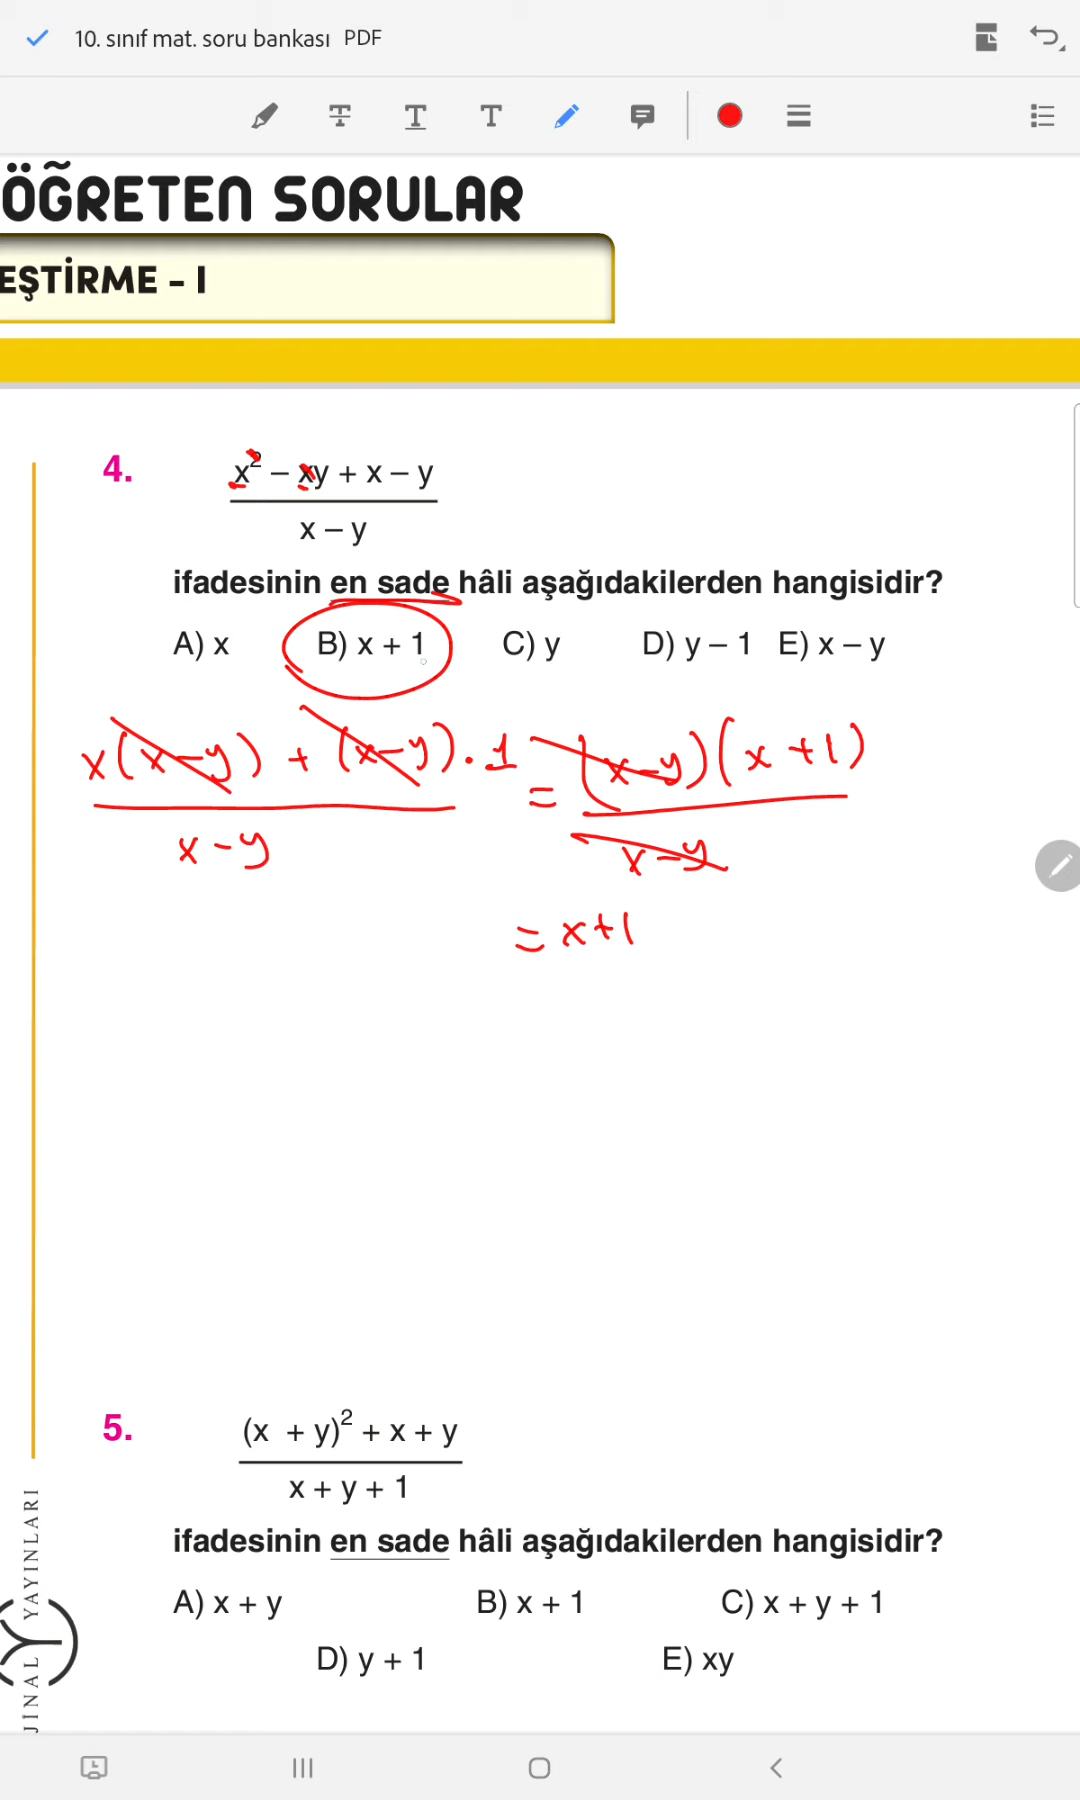 10. sınıf mat. soru bankası PDF
ÖĞRETEN SORULAR
EŞTİRME - I
4. x² – xy + x – y
x – y
ifadesinin en sade hâli aşağıdakilerden hangisidir?
A) x B) x + 1 C) y D) y – 1 E) x – y
x(x-y) + (x-y).1 = (x-y)(x+1)
x-y x-y
= x+1
5. (x + y)² + x + y
x + y + 1
ifadesinin en sade hâli aşağıdakilerden hangisidir?
A) x + y B) x + 1 C) x + y + 1
D) y + 1 E) xy
JİNAL YAYINLARI